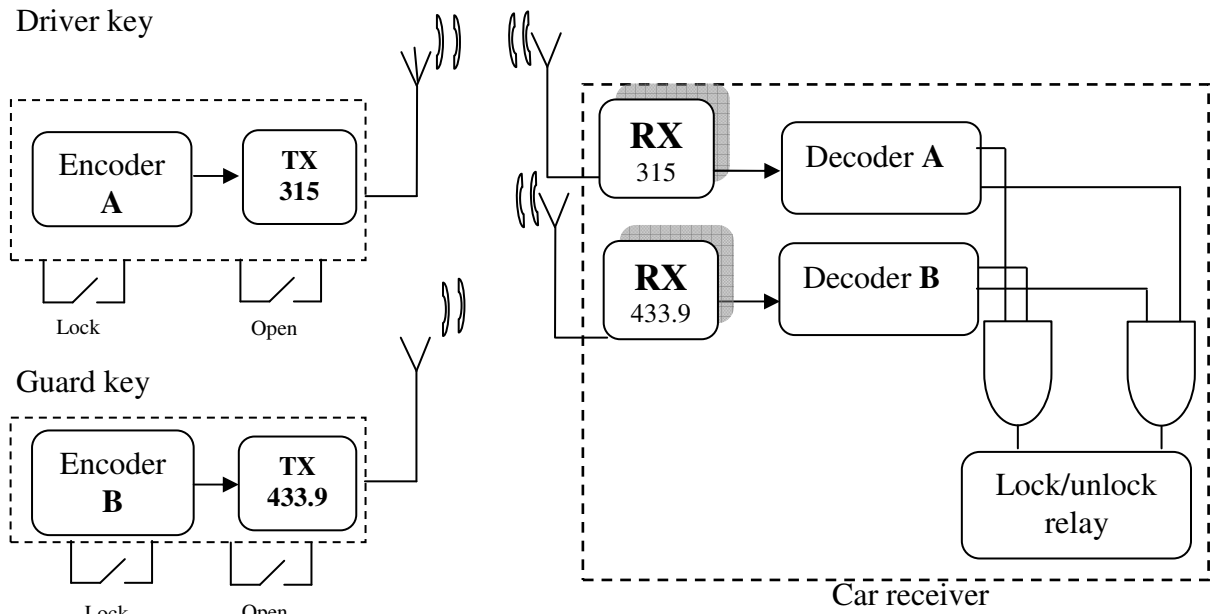 Driver key
Encoder
A
TX
315
Lock
Open
Guard key
Encoder
B
TX
433.9
Lock
Open
RX
315
Decoder A
RX
433.9
Decoder B
Lock/unlock
relay
Car receiver